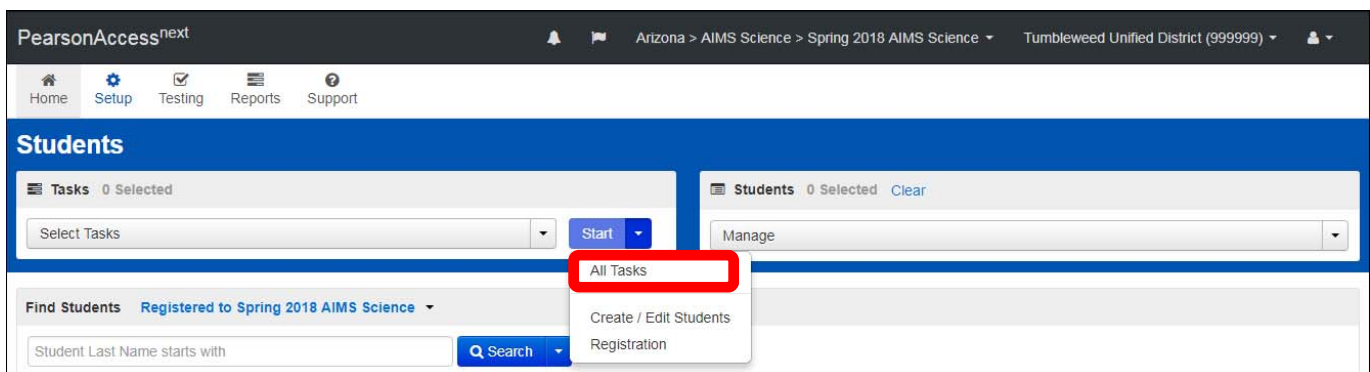 PearsonAccessnext Arizona > AIMS Science > Spring 2018 AIMS Science Tumbleweed Unified District (999999)
Home Setup Testing Reports Support
Students
Tasks 0 Selected
Students 0 Selected Clear
Select Tasks Start
Manage
All Tasks
Create / Edit Students
Registration
Find Students Registered to Spring 2018 AIMS Science
Student Last Name starts with Search